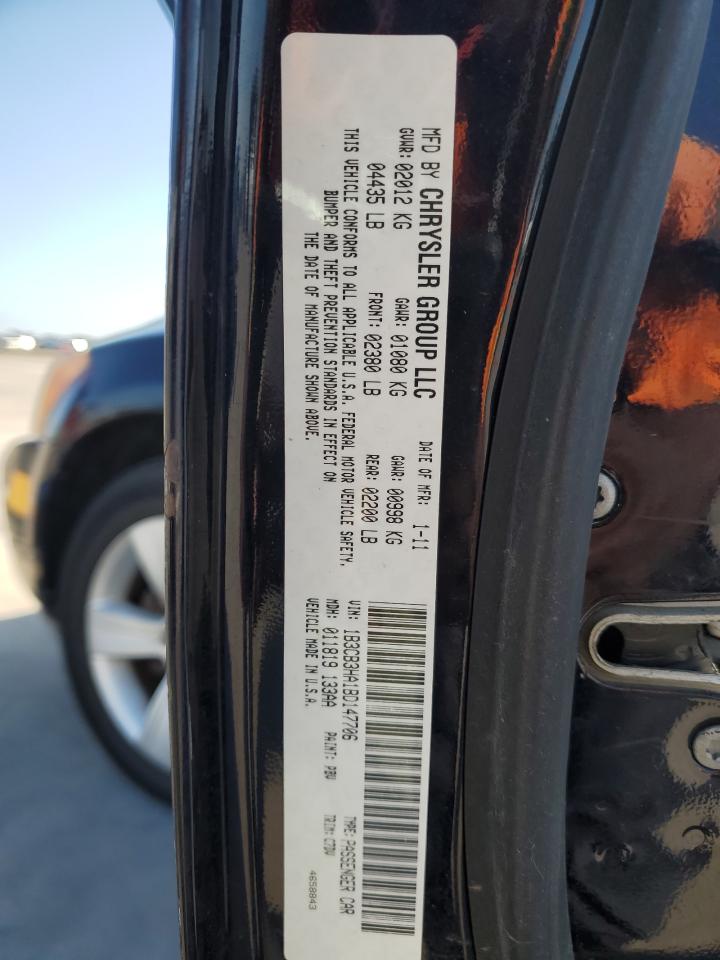 MFD BY CHRYSLER GROUP LLC
DATE OF MFR: 1-11
GVWR: 02012 KG GAWR: 01080 KG GAWR: 00998 KG
04435 LB FRONT: 02380 LB REAR: 02200 LB
THIS VEHICLE CONFORMS TO ALL APPLICABLE U.S.A. FEDERAL MOTOR VEHICLE SAFETY,
BUMPER AND THEFT PREVENTION STANDARDS IN EFFECT ON
THE DATE OF MANUFACTURE SHOWN ABOVE.
VIN: 1B3CB3HA1BD147706 TYPE: PASSENGER CAR
MDH: 011819 133AA PAINT: PBV TRIM: C7DV
VEHICLE MADE IN U.S.A. 4658843